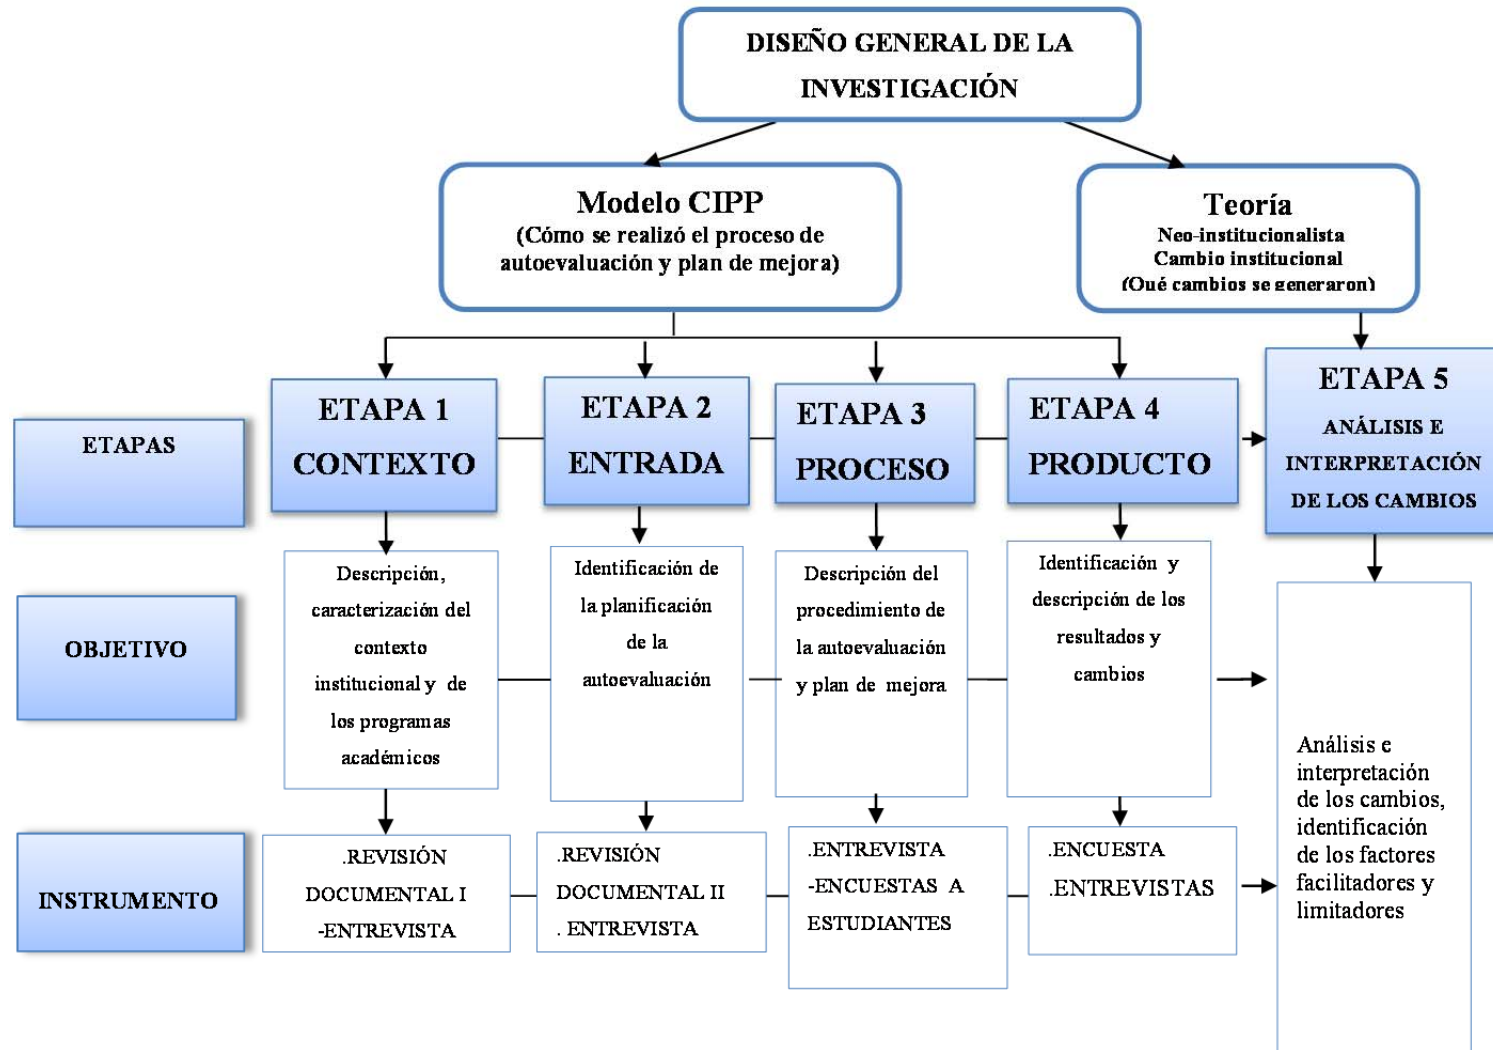 DISEÑO GENERAL DE LA
INVESTIGACIÓN
Modelo CIPP
(Cómo se realizó el proceso de
autoevaluación y plan de mejora)
Teoría
Neo-institucionalista
Cambio institucional
(Qué cambios se generaron)
ETAPAS
ETAPA 1
CONTEXTO
ETAPA 2
ENTRADA
ETAPA 3
PROCESO
ETAPA 4
PRODUCTO
ETAPA 5
ANÁLISIS E
INTERPRETACIÓN
DE LOS CAMBIOS
OBJETIVO
Descripción,
caracterización del
contexto
institucional y de
los programas
académicos
Identificación de
la planificación
de la
autoevaluación
Descripción del
procedimiento de
la autoevaluación
y plan de mejora
Identificación y
descripción de los
resultados y
cambios
Análisis e
interpretación
de los cambios,
identificación
de los factores
facilitadores y
limitadores
INSTRUMENTO
.REVISIÓN
DOCUMENTAL I
-ENTREVISTA
.REVISIÓN
DOCUMENTAL II
. ENTREVISTA
.ENTREVISTA
-ENCUESTAS A
ESTUDIANTES
.ENCUESTA
.ENTREVISTAS